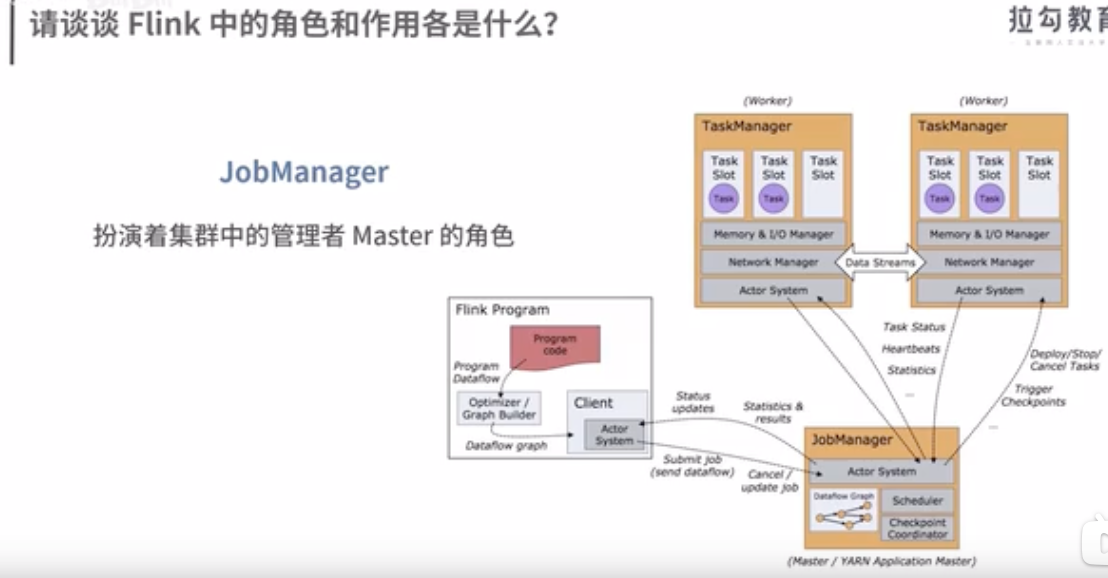 请谈谈 Flink 中的角色和作用各是什么？
拉勾教育
JobManager
扮演着集群中的管理者 Master 的角色
(Worker)
(Worker)
TaskManager
TaskManager
Task Slot
Task Slot
Task Slot
Task Slot
Task Slot
Task Slot
Task
Task
Task
Task
Memory & I/O Manager
Memory & I/O Manager
Network Manager
Data Streams
Network Manager
Actor System
Actor System
Flink Program
Program
code
Program
Dataflow
Optimizer /
Graph Builder
Client
Actor
System
Dataflow graph
Task Status
Heartbeats
Statistics
...
Deploy/Stop/
Cancel Tasks
Trigger
Checkpoints
...
Status
updates
Statistics &
results
Submit job
(send dataflow)
Cancel /
update job
JobManager
Actor System
Dataflow Graph
Scheduler
Checkpoint
Coordinator
(Master / YARN Application Master)